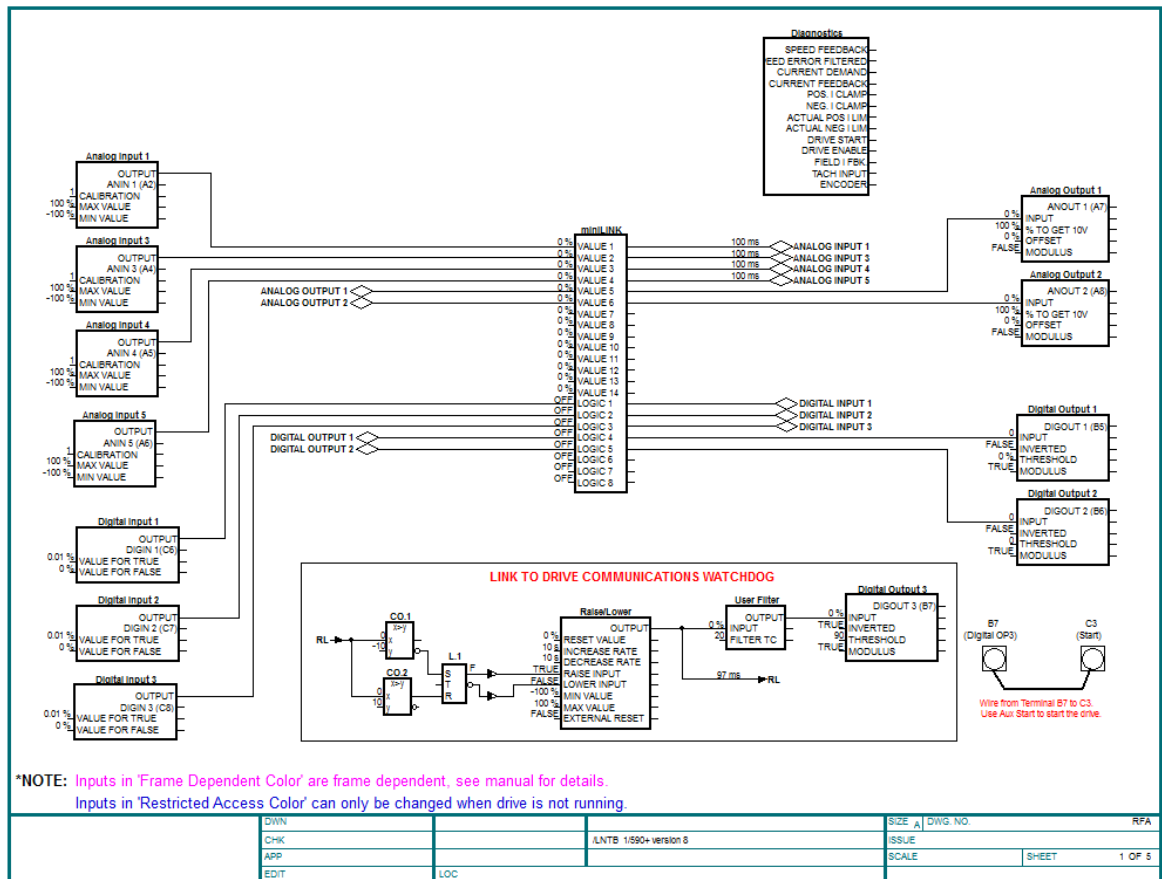 Diagnostics
SPEED FEEDBACK
EED ERROR FILTERED
CURRENT DEMAND
CURRENT FEEDBACK
POS. I CLAMP
NEG. I CLAMP
ACTUAL POS I LIM
ACTUAL NEG I LIM
DRIVE START
DRIVE ENABLE
FIELD I FBK
TACH INPUT
ENCODER
Analog Input 1
OUTPUT
ANIN 1 (A2)
1 CALIBRATION
100 % MAX VALUE
-100 % MIN VALUE
Analog Input 3
OUTPUT
ANIN 3 (A4)
1 CALIBRATION
100 % MAX VALUE
-100 % MIN VALUE
Analog Input 4
OUTPUT
ANIN 4 (A5)
1 CALIBRATION
100 % MAX VALUE
-100 % MIN VALUE
Analog Input 5
OUTPUT
ANIN 5 (A6)
1 CALIBRATION
100 % MAX VALUE
-100 % MIN VALUE
Digital Input 1
OUTPUT
DIGIN 1(C6)
0.01 % VALUE FOR TRUE
0 % VALUE FOR FALSE
Digital Input 2
OUTPUT
DIGIN 2 (C7)
0.01 % VALUE FOR TRUE
0 % VALUE FOR FALSE
Digital Input 3
OUTPUT
DIGIN 3 (C8)
0.01 % VALUE FOR TRUE
0 % VALUE FOR FALSE
ANALOG OUTPUT 1
ANALOG OUTPUT 2
DIGITAL OUTPUT 1
DIGITAL OUTPUT 2
miniLINK
0 % VALUE 1
0 % VALUE 2
0 % VALUE 3
0 % VALUE 4
0 % VALUE 5
0 % VALUE 6
0 % VALUE 7
0 % VALUE 8
0 % VALUE 9
0 % VALUE 10
0 % VALUE 11
0 % VALUE 12
0 % VALUE 13
0 % VALUE 14
OFF LOGIC 1
OFF LOGIC 2
OFF LOGIC 3
OFF LOGIC 4
OFF LOGIC 5
OFF LOGIC 6
OFF LOGIC 7
OFF LOGIC 8
100 ms ANALOG INPUT 1
100 ms ANALOG INPUT 3
100 ms ANALOG INPUT 4
100 ms ANALOG INPUT 5
DIGITAL INPUT 1
DIGITAL INPUT 2
DIGITAL INPUT 3
Analog Output 1
ANOUT 1 (A7)
0 % INPUT
100 % % TO GET 10V
0 % OFFSET
FALSE MODULUS
Analog Output 2
ANOUT 2 (A8)
0 % INPUT
100 % % TO GET 10V
0 % OFFSET
FALSE MODULUS
Digital Output 1
DIGOUT 1 (B5)
0 INPUT
FALSE INVERTED
0 % THRESHOLD
TRUE MODULUS
Digital Output 2
DIGOUT 2 (B6)
0 INPUT
FALSE INVERTED
0 THRESHOLD
TRUE MODULUS
LINK TO DRIVE COMMUNICATIONS WATCHDOG
RL
CO.1
x>y
0 x
-10 y
CO.2
x>y
0 x
10 y
L.1
S
T
R
F
Raise/Lower
OUTPUT
0 % RESET VALUE
10 s INCREASE RATE
10 s DECREASE RATE
TRUE RAISE INPUT
FALSE LOWER INPUT
-100 % MIN VALUE
100 % MAX VALUE
FALSE EXTERNAL RESET
User Filter
OUTPUT
0 % INPUT
20 FILTER TC
97 ms RL
Digital Output 3
DIGOUT 3 (B7)
0 % INPUT
TRUE INVERTED
90 THRESHOLD
TRUE MODULUS
B7
(Digital OP3)
C3
(Start)
Wire from Terminal B7 to C3.
Use Aux Start to start the drive.
*NOTE: Inputs in 'Frame Dependent Color' are frame dependent, see manual for details.
Inputs in 'Restricted Access Color' can only be changed when drive is not running.
DWN
CHK
APP
EDIT
LOC
/LNTB 1/590+ version 8
SIZE A DWG. NO. RFA
ISSUE
SCALE SHEET 1 OF 5